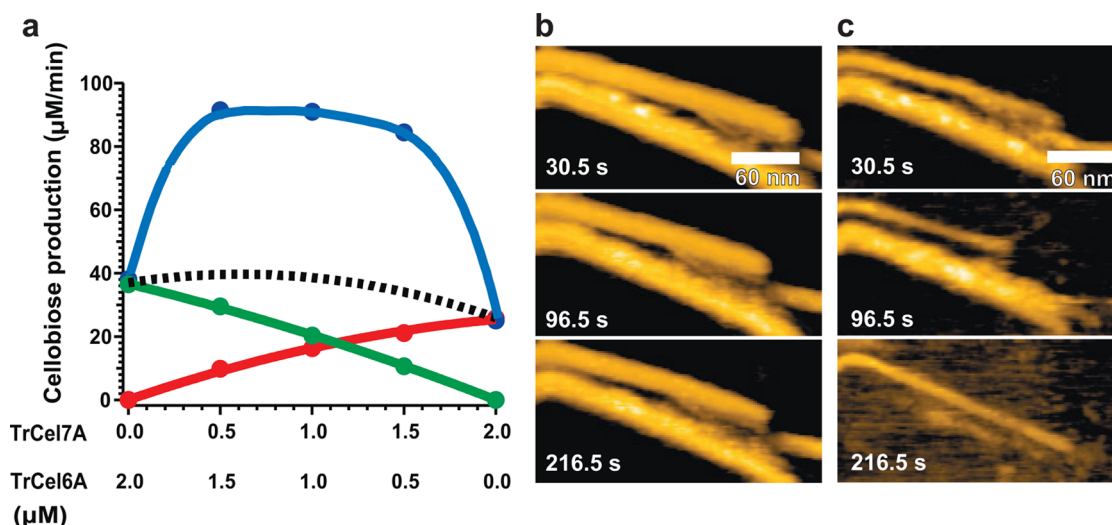 a
b
c
Cellobiose production (µM/min)
100
80
60
40
20
0
TrCel7A 0.0 0.5 1.0 1.5 2.0
TrCel6A 2.0 1.5 1.0 0.5 0.0
(µM)
30.5 s
60 nm
96.5 s
216.5 s
30.5 s
60 nm
96.5 s
216.5 s